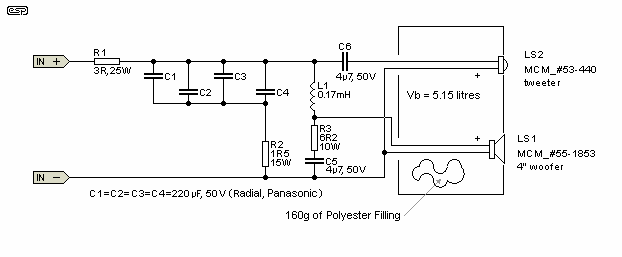 esp
IN +
R1
3R,25W
C1
C2
C3
C4
C6
4µ7, 50V
L1
0.17mH
R3
6R2
10W
R2
1R5
15W
C5
4µ7, 50V
IN −
Vb = 5.15 litres
+
+
LS2
MCM_#53-440
tweeter
LS1
MCM_#55-1853
4" woofer
C1=C2=C3=C4=220µF, 50V (Radial, Panasonic)
160g of Polyester Filling